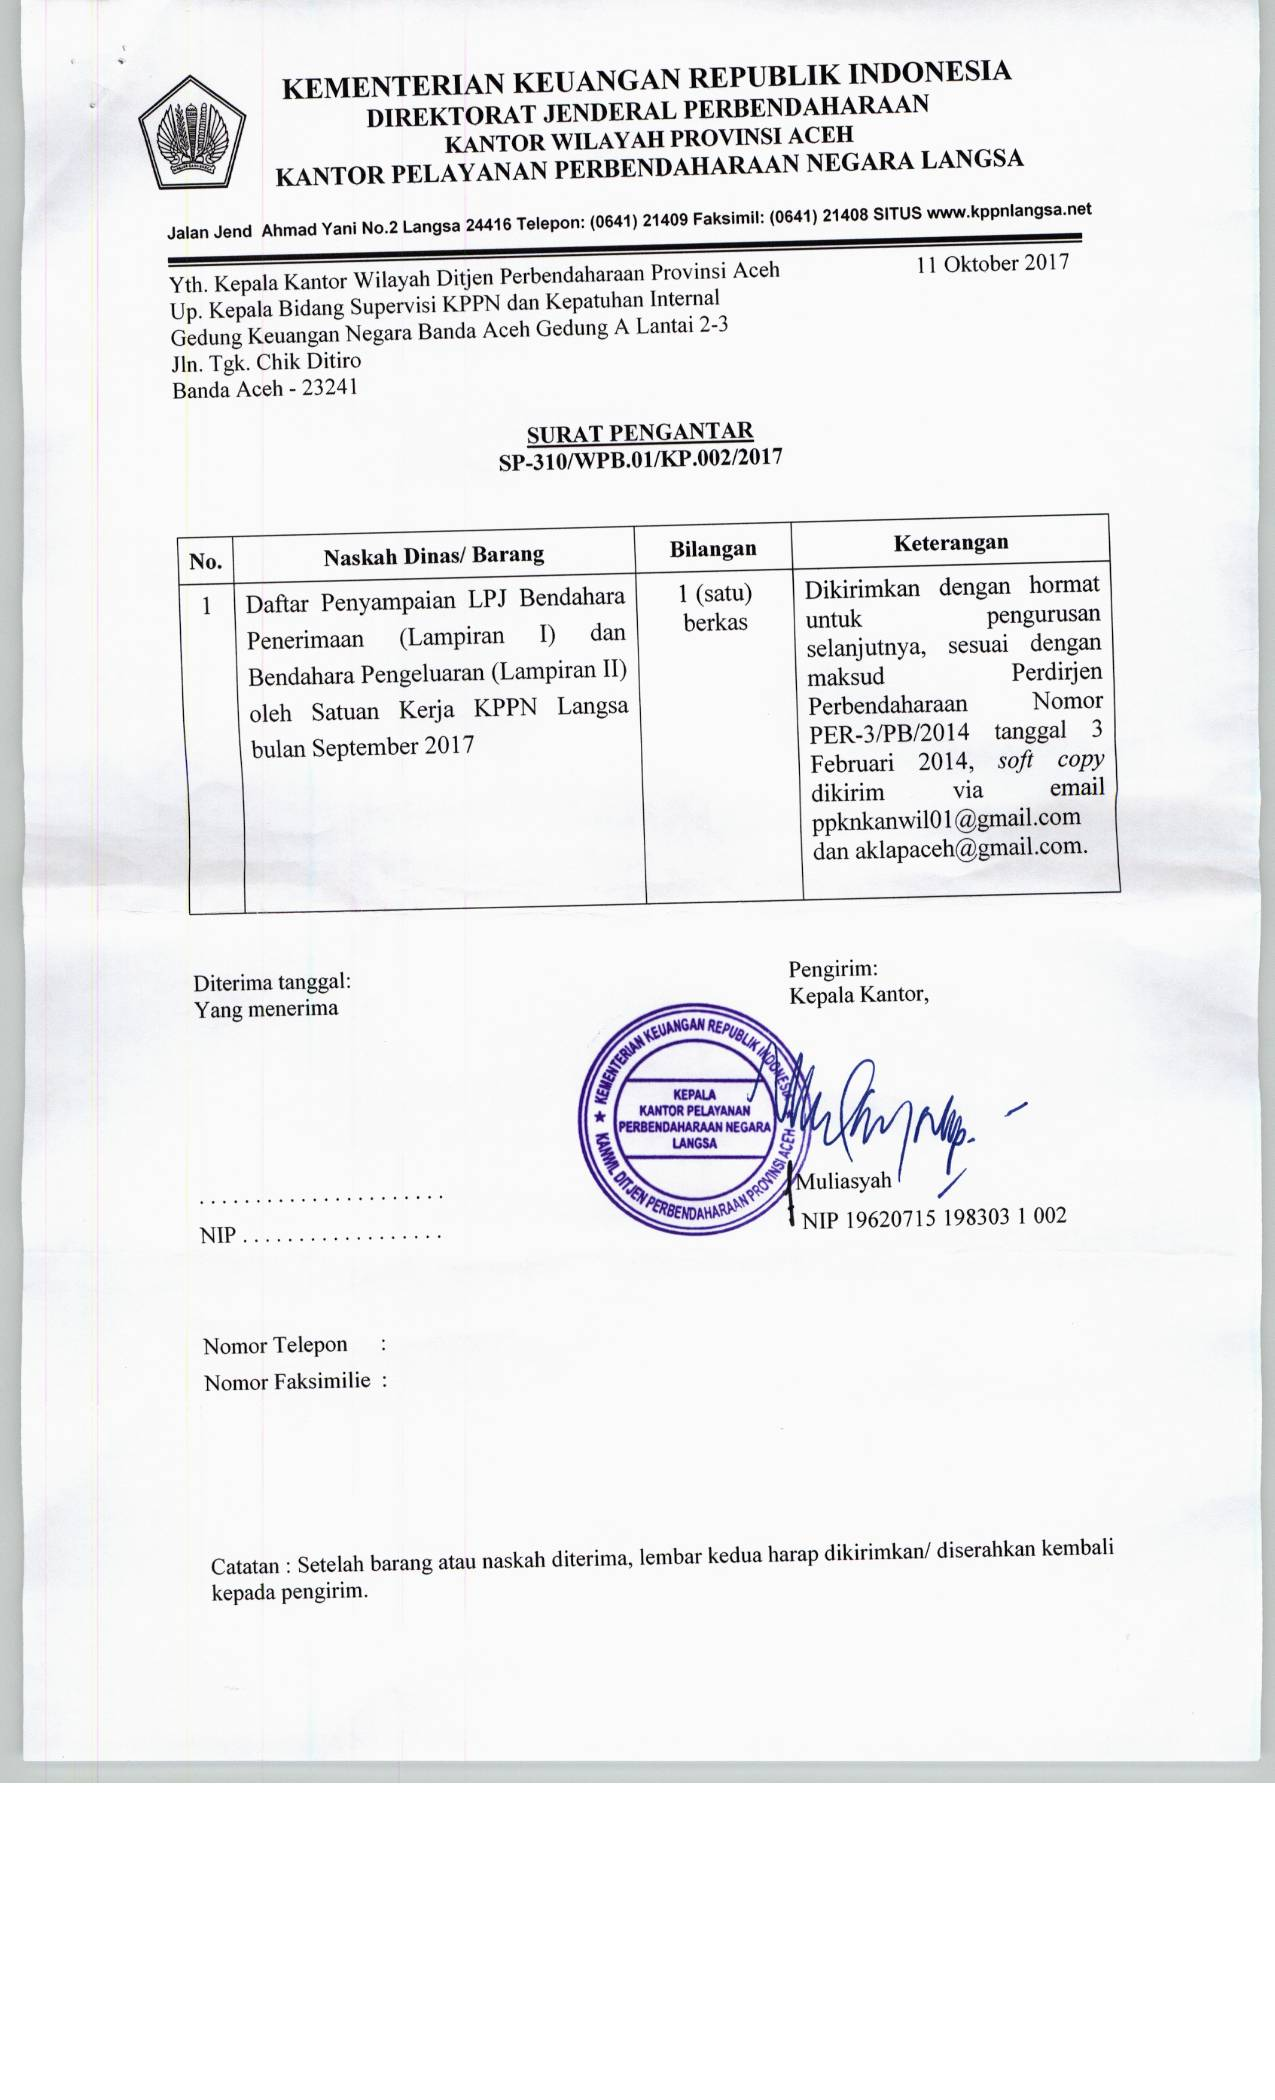 KEMENTERIAN KEUANGAN REPUBLIK INDONESIA
DIREKTORAT JENDERAL PERBENDAHARAAN
KANTOR WILAYAH PROVINSI ACEH
KANTOR PELAYANAN PERBENDAHARAAN NEGARA LANGSA
Jalan Jend Ahmad Yani No.2 Langsa 24416 Telepon: (0641) 21409 Faksimil: (0641) 21408 SITUS www.kppnlangsa.net
Yth. Kepala Kantor Wilayah Ditjen Perbendaharaan Provinsi Aceh
11 Oktober 2017
Up. Kepala Bidang Supervisi KPPN dan Kepatuhan Internal
Gedung Keuangan Negara Banda Aceh Gedung A Lantai 2-3
Jln. Tgk. Chik Ditiro
Banda Aceh - 23241
SURAT PENGANTAR
SP-310/WPB.01/KP.002/2017
No.
Naskah Dinas/ Barang
Bilangan
Keterangan
1
Daftar Penyampaian LPJ Bendahara
Penerimaan (Lampiran I) dan
Bendahara Pengeluaran (Lampiran II)
oleh Satuan Kerja KPPN Langsa
bulan September 2017
1 (satu)
berkas
Dikirimkan dengan hormat
untuk pengurusan
selanjutnya, sesuai dengan
maksud Perdirjen
Perbendaharaan Nomor
PER-3/PB/2014 tanggal 3
Februari 2014, soft copy
dikirim via email
ppknkanwil01@gmail.com
dan aklapaceh@gmail.com.
Diterima tanggal:
Yang menerima
Pengirim:
Kepala Kantor,
KEMENTERIAN KEUANGAN REPUBLIK INDONESIA
KEPALA
KANTOR PELAYANAN
PERBENDAHARAAN NEGARA
LANGSA
KANWIL DITJEN PERBENDAHARAAN PROVINSI ACEH
Muliasyah
. . . . . . . . . . . . . . . . . . . . . .
NIP 19620715 198303 1 002
NIP . . . . . . . . . . . . . . . . . .
Nomor Telepon :
Nomor Faksimilie :
Catatan : Setelah barang atau naskah diterima, lembar kedua harap dikirimkan/ diserahkan kembali
kepada pengirim.